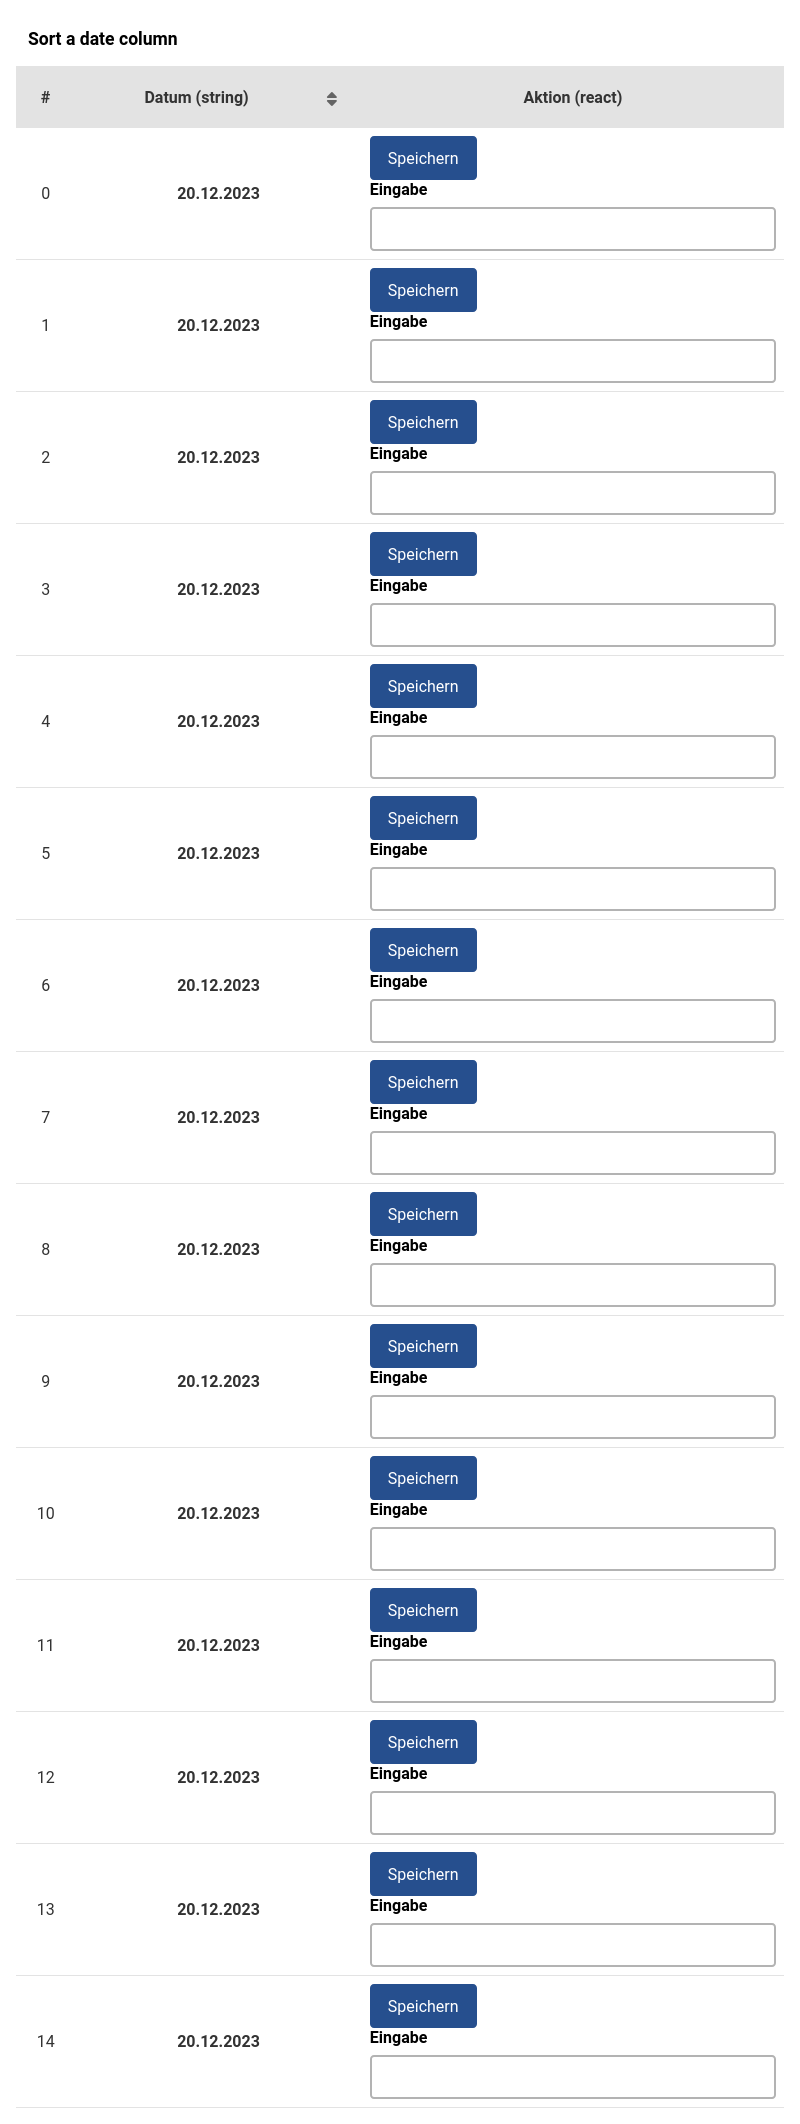 Sort a date column
# Datum (string) Aktion (react)
Speichern
Eingabe
0 20.12.2023
Speichern
Eingabe
1 20.12.2023
Speichern
Eingabe
2 20.12.2023
Speichern
Eingabe
3 20.12.2023
Speichern
Eingabe
4 20.12.2023
Speichern
Eingabe
5 20.12.2023
Speichern
Eingabe
6 20.12.2023
Speichern
Eingabe
7 20.12.2023
Speichern
Eingabe
8 20.12.2023
Speichern
Eingabe
9 20.12.2023
Speichern
Eingabe
10 20.12.2023
Speichern
Eingabe
11 20.12.2023
Speichern
Eingabe
12 20.12.2023
Speichern
Eingabe
13 20.12.2023
Speichern
Eingabe
14 20.12.2023